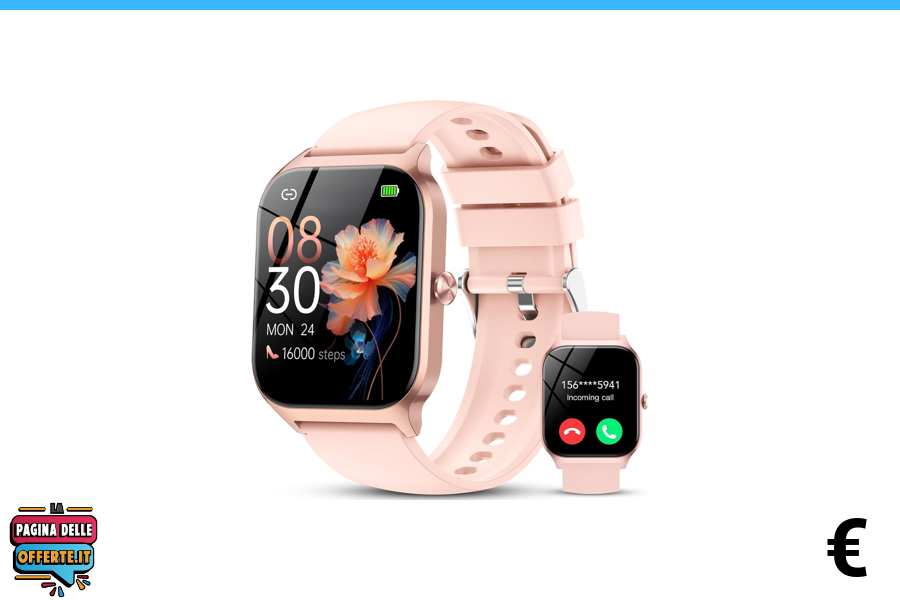 08
30
MON 24
16000 steps
156****5941
Incoming call
LA
PAGINA DELLE
OFFERTE.IT
€